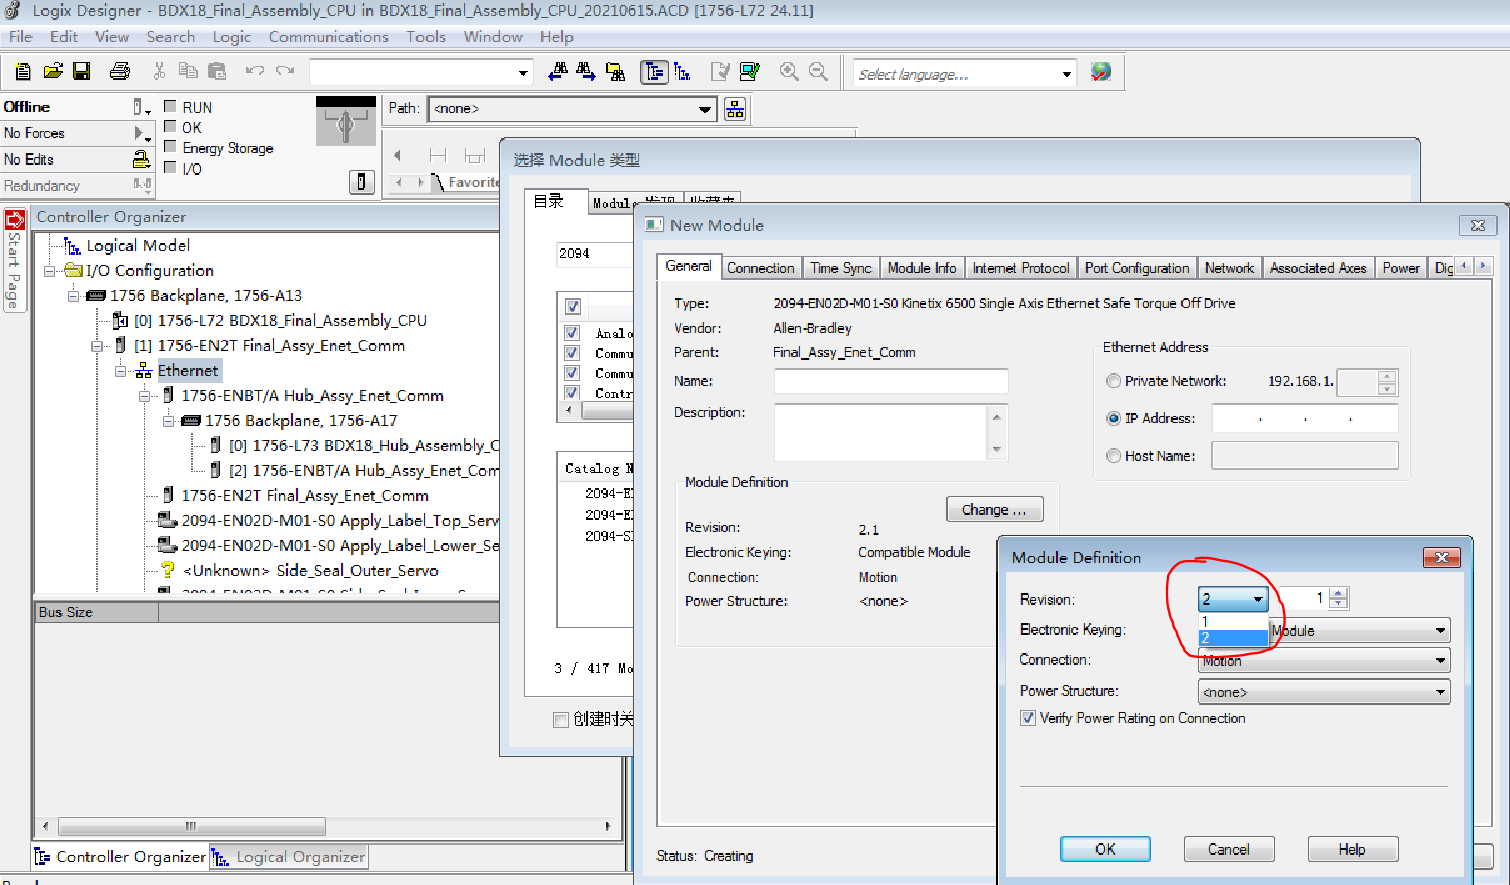 Logix Designer - BDX18_Final_Assembly_CPU in BDX18_Final_Assembly_CPU_20210615.ACD [1756-L72 24.11]
File Edit View Search Logic Communications Tools Window Help
Select language...
Offline
RUN
Path: <none>
No Forces
OK
No Edits
Energy Storage
Redundancy
I/O
Favorite
Start Page
Controller Organizer
Logical Model
I/O Configuration
1756 Backplane, 1756-A13
[0] 1756-L72 BDX18_Final_Assembly_CPU
[1] 1756-EN2T Final_Assy_Enet_Comm
Ethernet
1756-ENBT/A Hub_Assy_Enet_Comm
1756 Backplane, 1756-A17
[0] 1756-L73 BDX18_Hub_Assembly_C
[2] 1756-ENBT/A Hub_Assy_Enet_Com
1756-EN2T Final_Assy_Enet_Comm
2094-EN02D-M01-S0 Apply_Label_Top_Serv
2094-EN02D-M01-S0 Apply_Label_Lower_Se
<Unknown> Side_Seal_Outer_Servo
Bus Size
Controller Organizer Logical Organizer
选择 Module 类型
目录 Module 发现 收藏夹
2094
Analo
Commu
Commu
Contr
Catalog N
2094-E
2094-E
2094-S
3 / 417 Mo
创建时关
New Module
General Connection Time Sync Module Info Internet Protocol Port Configuration Network Associated Axes Power Dig
Type: 2094-EN02D-M01-S0 Kinetix 6500 Single Axis Ethernet Safe Torque Off Drive
Vendor: Allen-Bradley
Parent: Final_Assy_Enet_Comm
Name:
Description:
Ethernet Address
Private Network: 192.168.1.
IP Address: . . .
Host Name:
Module Definition
Change ...
Revision: 2.1
Electronic Keying: Compatible Module
Connection: Motion
Power Structure: <none>
Status: Creating
Module Definition
Revision: 2 1
1
2
Electronic Keying: Module
Connection: Motion
Power Structure: <none>
Verify Power Rating on Connection
OK Cancel Help